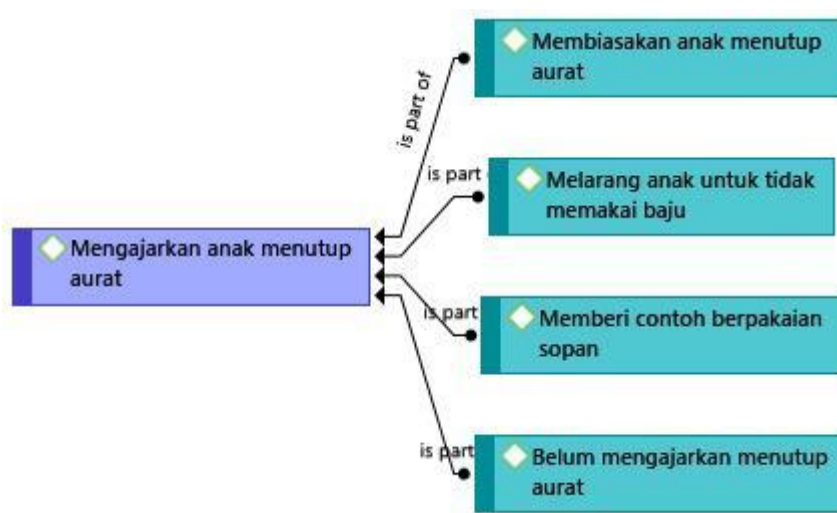 Membiasakan anak menutup
aurat
is part of
Melarang anak untuk tidak
memakai baju
is part
Mengajarkan anak menutup
aurat
Memberi contoh berpakaian
sopan
is part
Belum mengajarkan menutup
aurat
is part